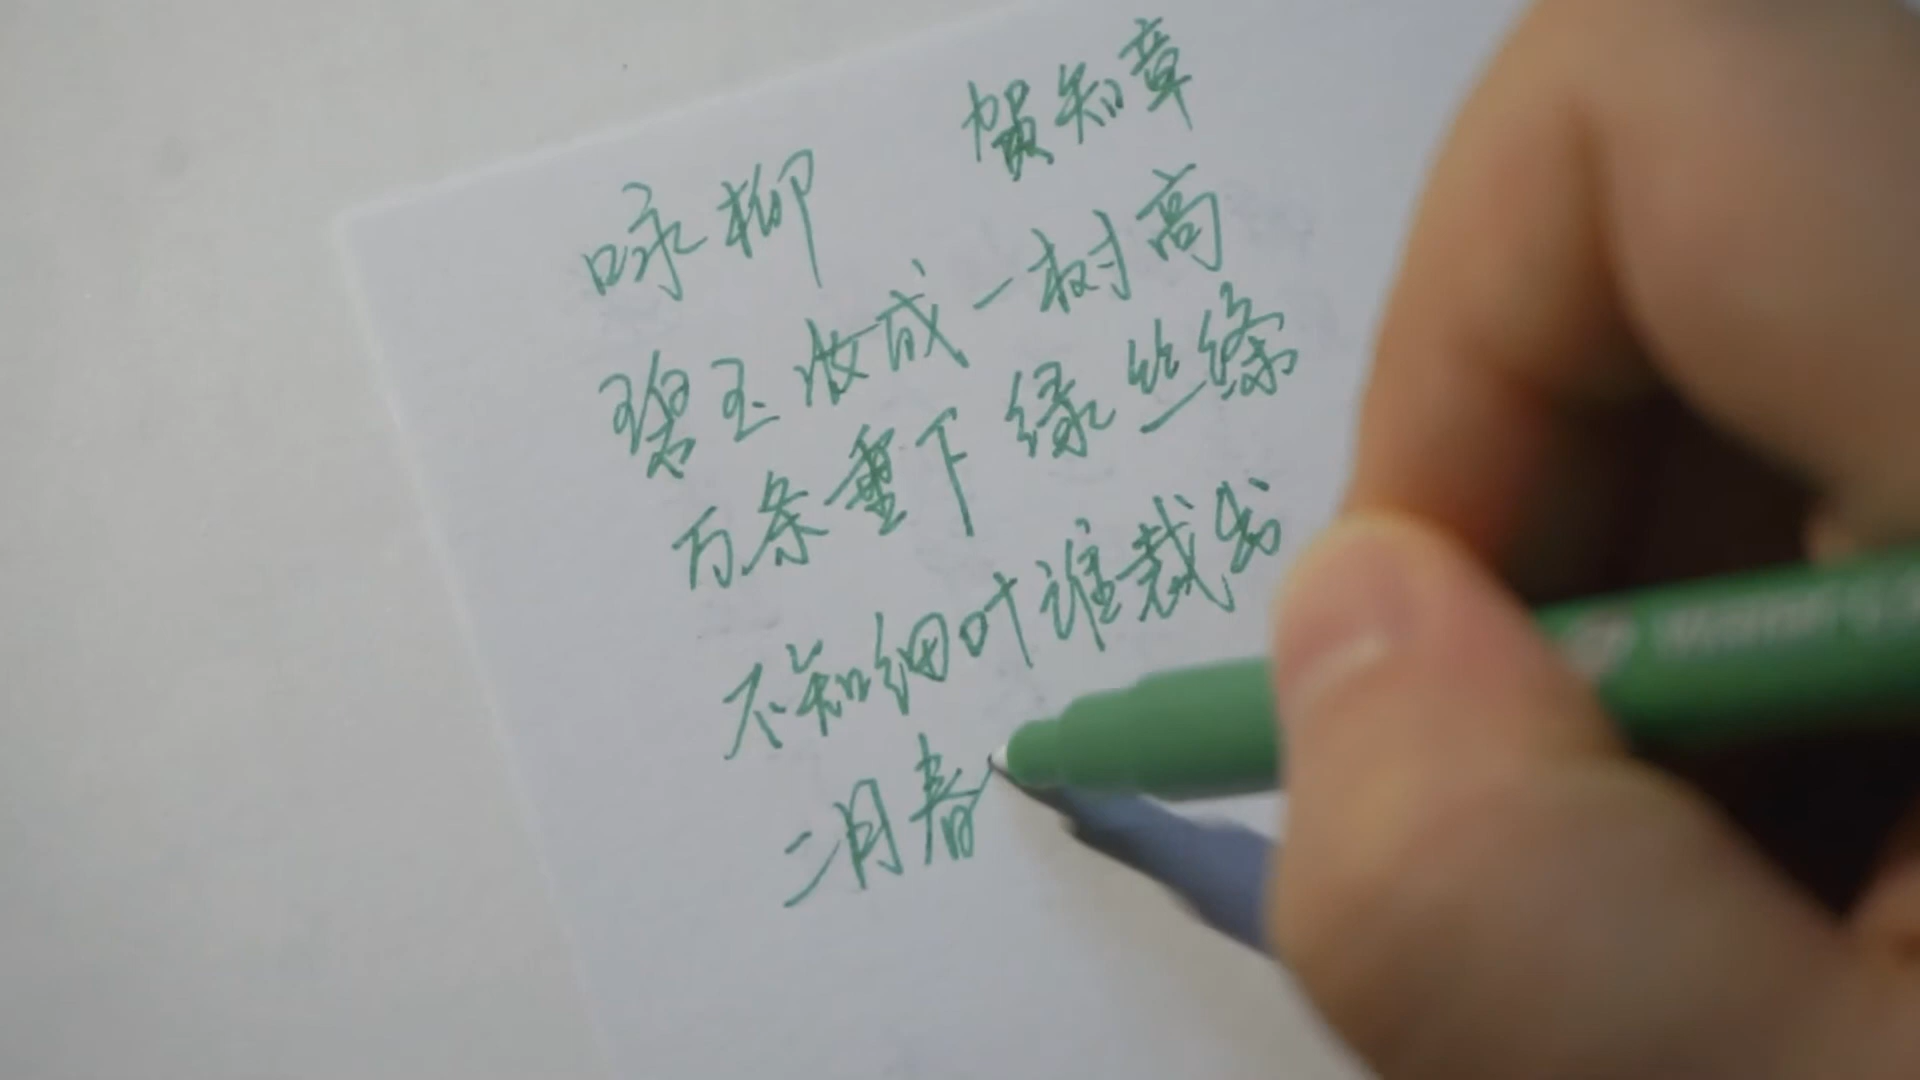 咏柳 贺知章
碧玉妆成一树高
万条垂下绿丝绦
不知细叶谁裁出
二月春